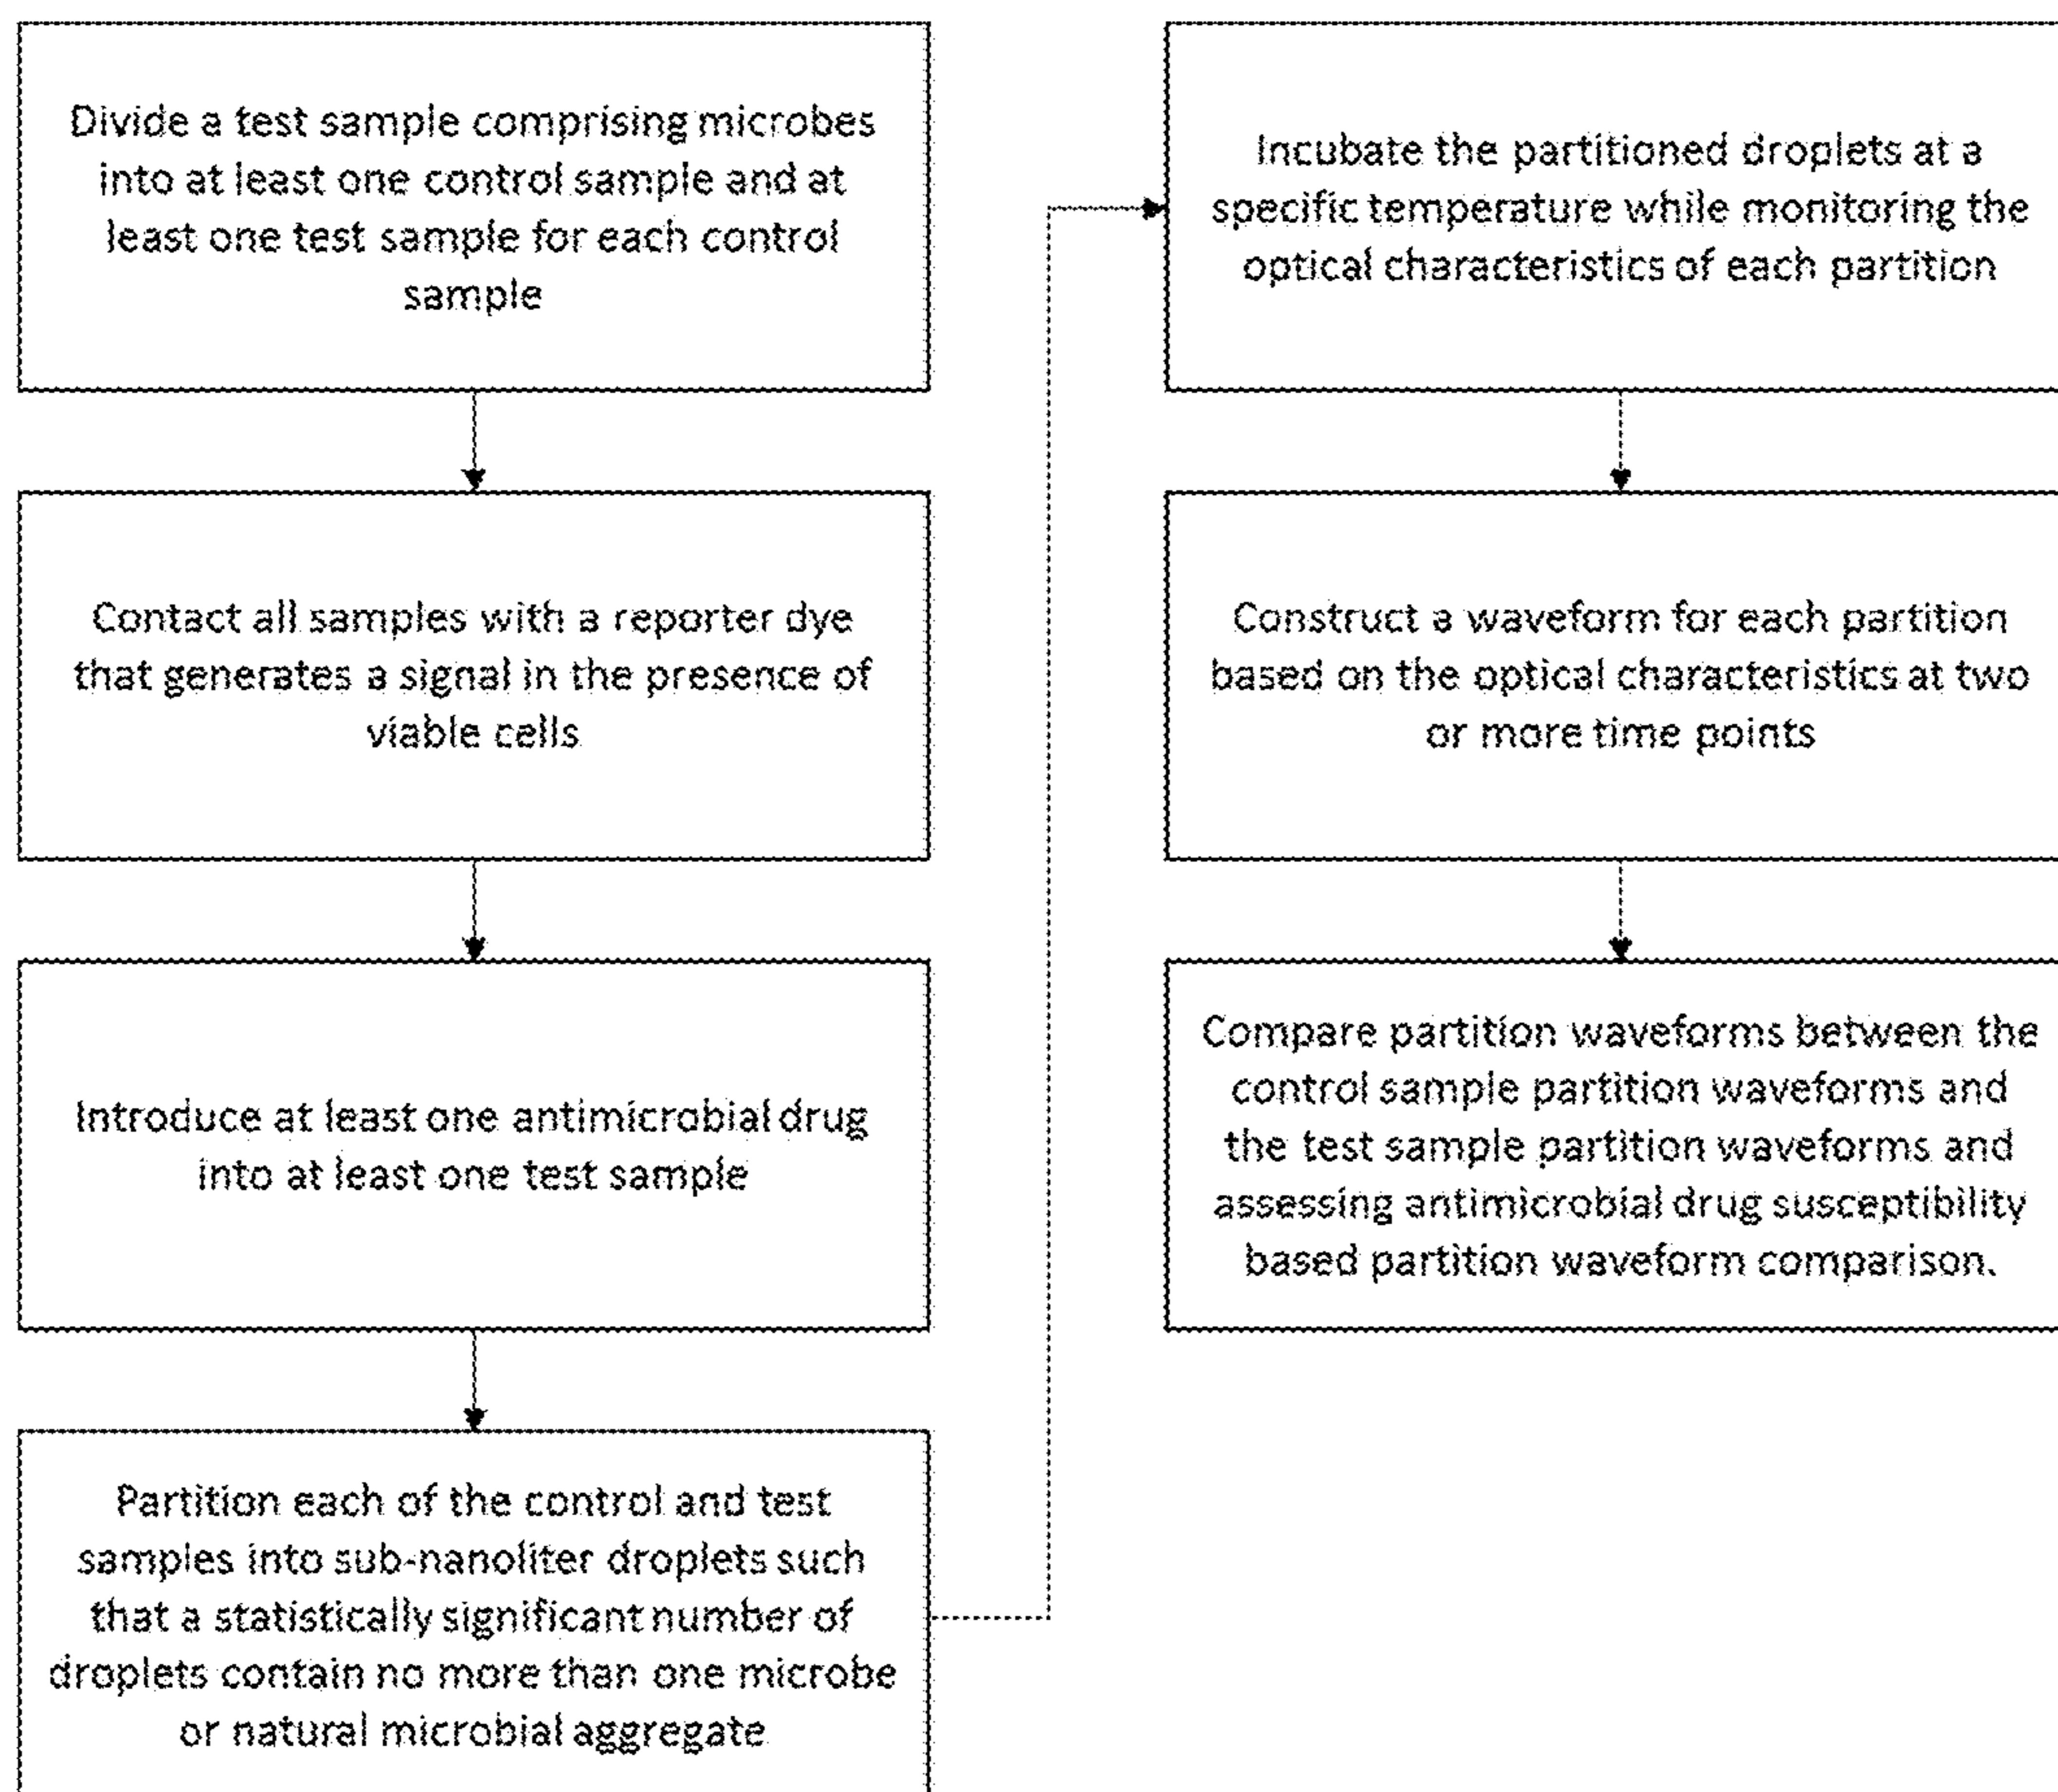 Divide a test sample comprising microbes
into at least one control sample and at
least one test sample for each control
sample
Contact all samples with a reporter dye
that generates a signal in the presence of
viable cells
Introduce at least one antimicrobial drug
into at least one test sample
Partition each of the control and test
samples into sub-nanoliter droplets such
that a statistically significant number of
droplets contain no more than one microbe
or natural microbial aggregate
Incubate the partitioned droplets at a
specific temperature while monitoring the
optical characteristics of each partition
Construct a waveform for each partition
based on the optical characteristics at two
or more time points
Compare partition waveforms between the
control sample partition waveforms and
the test sample partition waveforms and
assessing antimicrobial drug susceptibility
based partition waveform comparison.